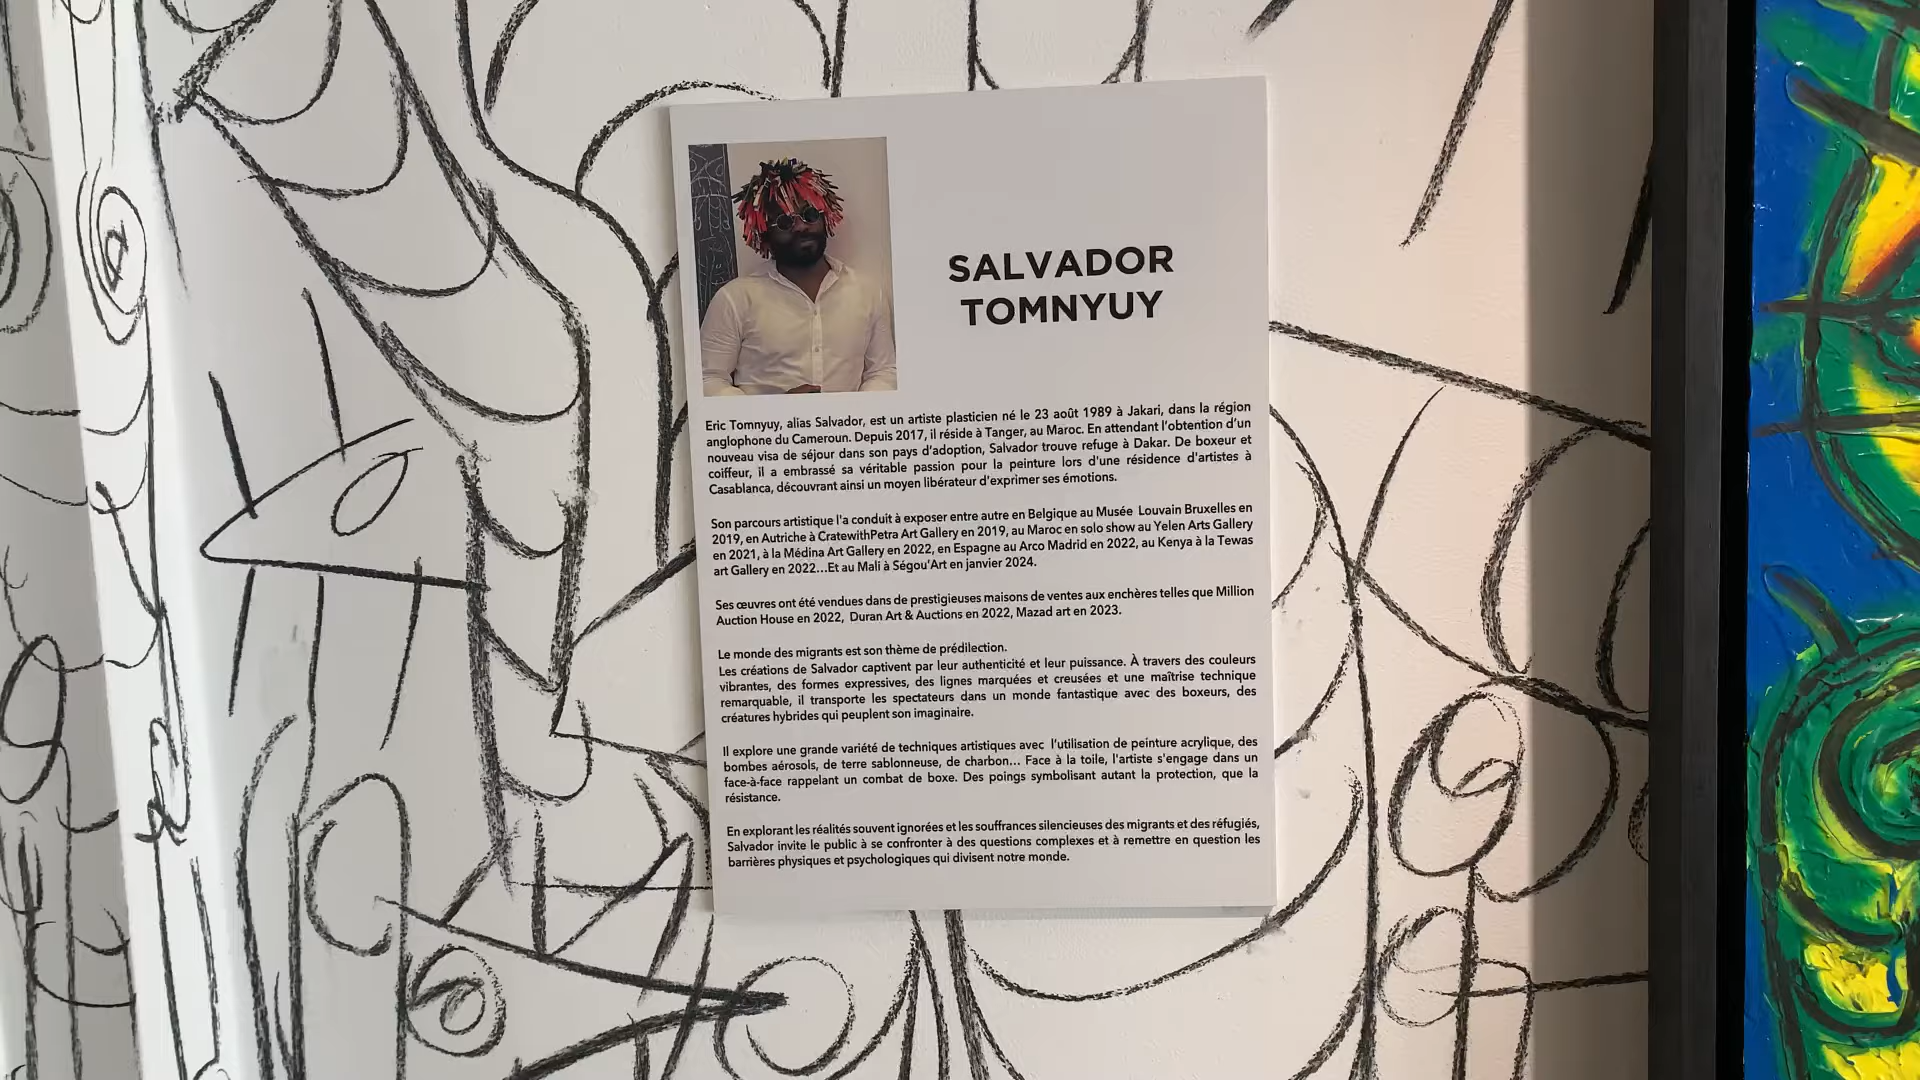 SALVADOR
TOMNYUY
Eric Tomnyuy, alias Salvador, est un artiste plasticien né le 23 août 1989 à Jakari, dans la région
anglophone du Cameroun. Depuis 2017, il réside à Tanger, au Maroc. En attendant l'obtention d'un
nouveau visa de séjour dans son pays d'adoption, Salvador trouve refuge à Dakar. De boxeur et
coiffeur, il a embrassé sa véritable passion pour la peinture lors d'une résidence d'artistes à
Casablanca, découvrant ainsi un moyen libérateur d'exprimer ses émotions.
Son parcours artistique l'a conduit à exposer entre autre en Belgique au Musée Louvain Bruxelles en
2019, en Autriche à CratewithPetra Art Gallery en 2019, au Maroc en solo show au Yelen Arts Gallery
en 2021, à la Médina Art Gallery en 2022, en Espagne au Arco Madrid en 2022, au Kenya à la Tewas
art Gallery en 2022...Et au Mali à Ségou'Art en janvier 2024.
Ses œuvres ont été vendues dans de prestigieuses maisons de ventes aux enchères telles que Million
Auction House en 2022, Duran Art & Auctions en 2022, Mazad art en 2023.
Le monde des migrants est son thème de prédilection.
Les créations de Salvador captivent par leur authenticité et leur puissance. À travers des couleurs
vibrantes, des formes expressives, des lignes marquées et creusées et une maîtrise technique
remarquable, il transporte les spectateurs dans un monde fantastique avec des boxeurs, des
créatures hybrides qui peuplent son imaginaire.
Il explore une grande variété de techniques artistiques avec l'utilisation de peinture acrylique, des
bombes aérosols, de terre sablonneuse, de charbon... Face à la toile, l'artiste s'engage dans un
face-à-face rappelant un combat de boxe. Des poings symbolisant autant la protection, que la
résistance.
En explorant les réalités souvent ignorées et les souffrances silencieuses des migrants et des réfugiés,
Salvador invite le public à se confronter à des questions complexes et à remettre en question les
barrières physiques et psychologiques qui divisent notre monde.